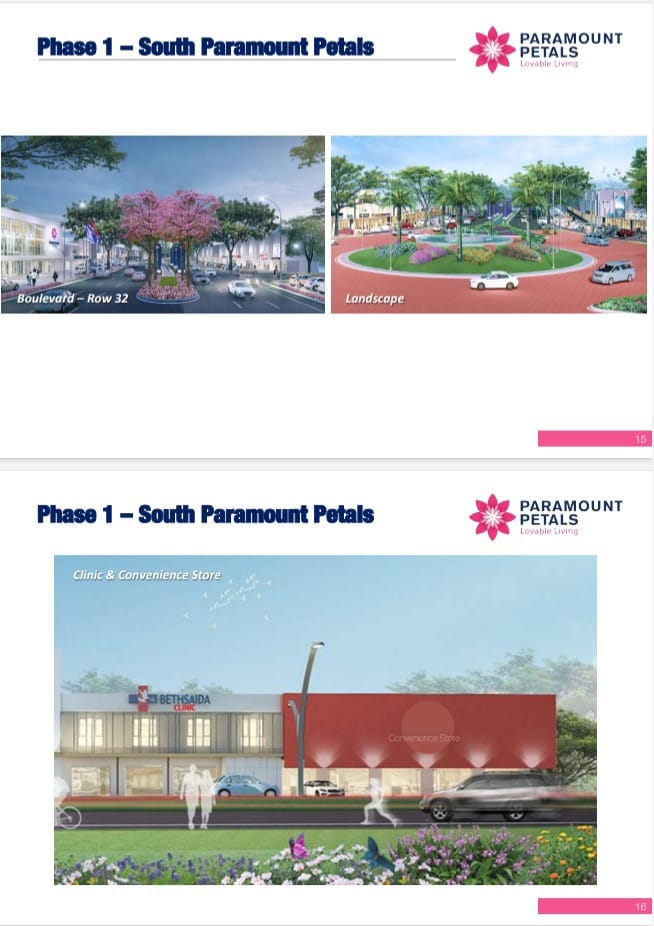 Phase 1 – South Paramount Petals
PARAMOUNT
PETALS
Lovable Living
Boulevard – Row 32
Landscape
15
Phase 1 – South Paramount Petals
PARAMOUNT
PETALS
Lovable Living
Clinic & Convenience Store
BETHSAIDA
CLINIC
Convenience Store
16